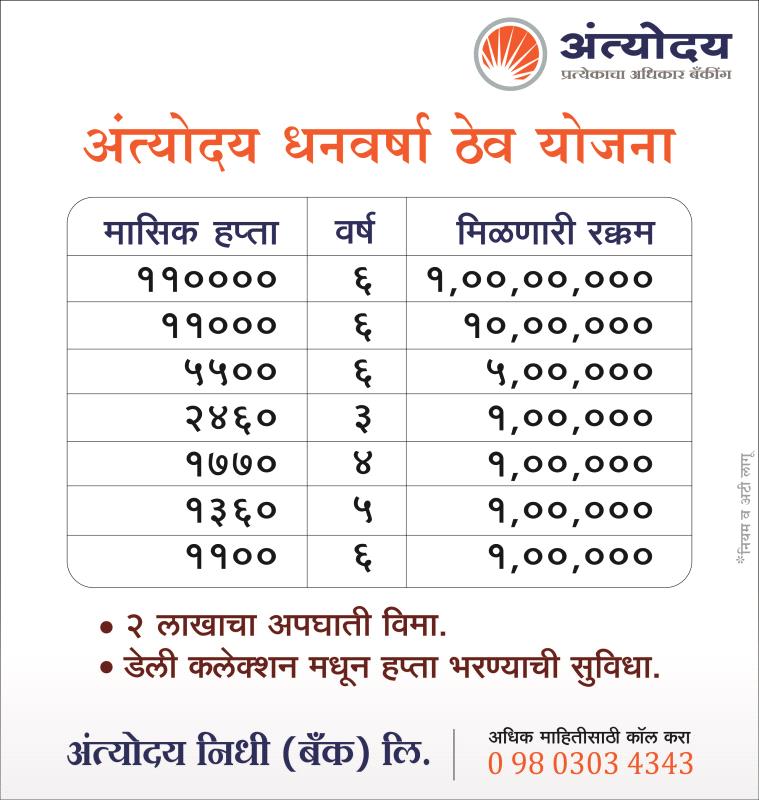 अंत्योदय
प्रत्येकाचा अधिकार बँकींग
अंत्योदय धनवर्षा ठेव योजना
मासिक हप्ता वर्ष मिळणारी रक्कम
११०००० ६ १,००,००,०००
११००० ६ १०,००,०००
५५०० ६ ५,००,०००
२४६० ३ १,००,०००
१७७० ४ १,००,०००
१३६० ५ १,००,०००
११०० ६ १,००,०००
*नियम व अटी लागू
• २ लाखाचा अपघाती विमा.
• डेली कलेक्शन मधून हप्ता भरण्याची सुविधा.
अंत्योदय निधी (बँक) लि.
अधिक माहितीसाठी कॉल करा
0 98 0303 4343